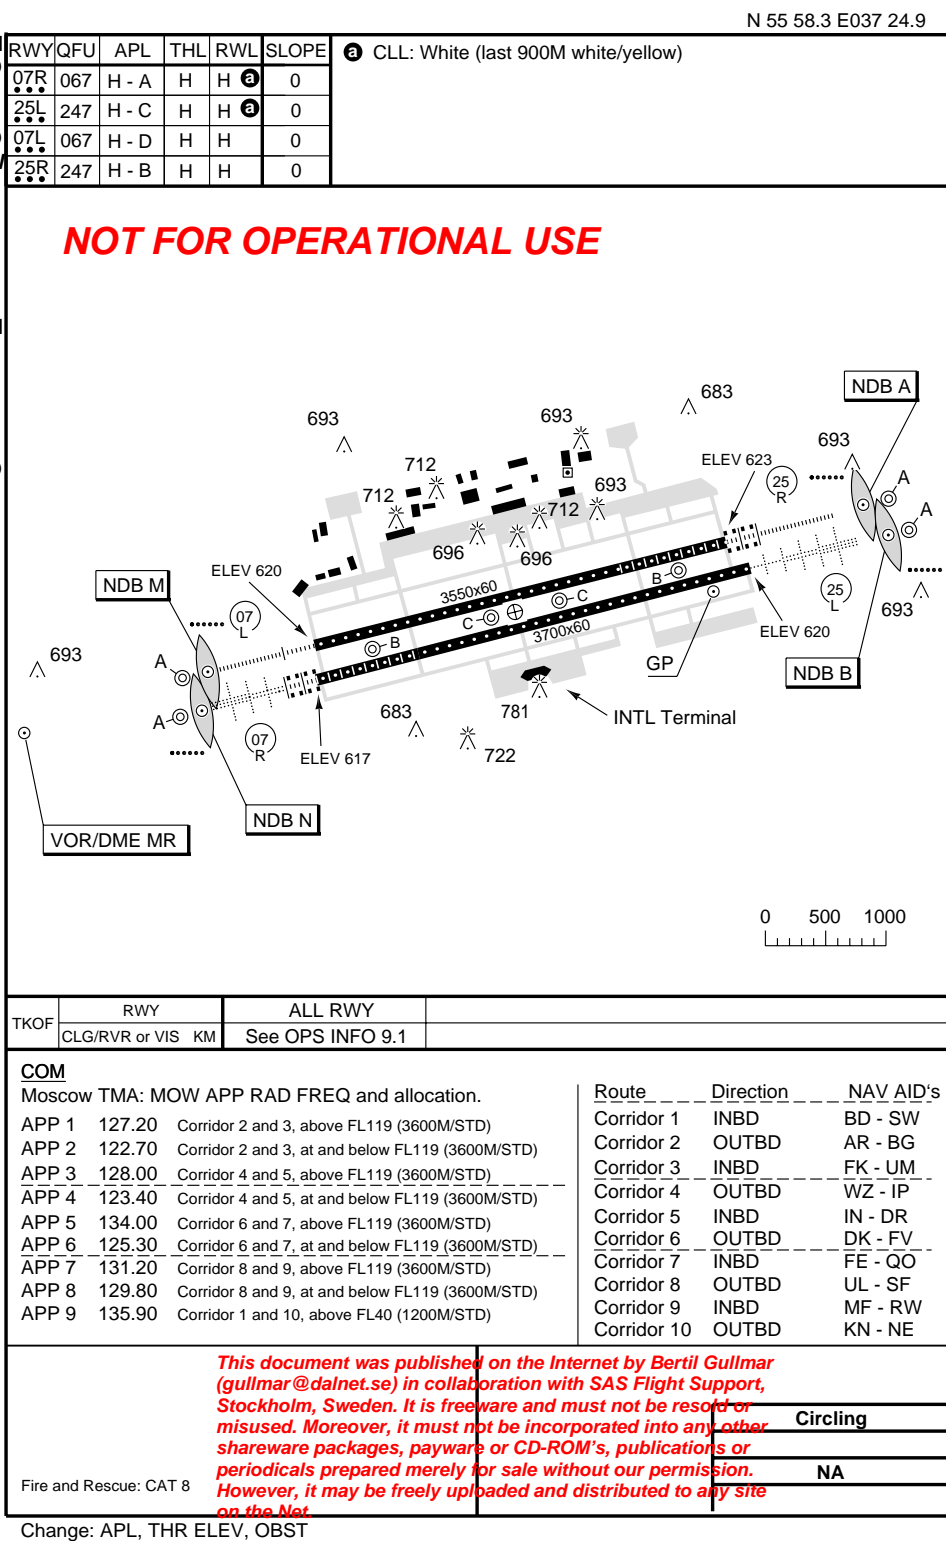 N 55 58.3 E037 24.9
RWY QFU APL THL RWL SLOPE
07R 067 H - A H H a 0
25L 247 H - C H H a 0
07L 067 H - D H H 0
25R 247 H - B H H 0
a CLL: White (last 900M white/yellow)
NOT FOR OPERATIONAL USE
NDB A
683
693
693
693
ELEV 623
712
25 R
A
693
A
712
712
696
696
ELEV 620
NDB M
3550x60
B
25 L
693
07 L
C
C
3700x60
ELEV 620
B
693
A
GP
NDB B
A
683
781
INTL Terminal
07 R
ELEV 617
722
NDB N
VOR/DME MR
0 500 1000
TKOF
RWY
ALL RWY
CLG/RVR or VIS KM
See OPS INFO 9.1
COM
Moscow TMA: MOW APP RAD FREQ and allocation.
APP 1 127.20 Corridor 2 and 3, above FL119 (3600M/STD)
APP 2 122.70 Corridor 2 and 3, at and below FL119 (3600M/STD)
APP 3 128.00 Corridor 4 and 5, above FL119 (3600M/STD)
APP 4 123.40 Corridor 4 and 5, at and below FL119 (3600M/STD)
APP 5 134.00 Corridor 6 and 7, above FL119 (3600M/STD)
APP 6 125.30 Corridor 6 and 7, at and below FL119 (3600M/STD)
APP 7 131.20 Corridor 8 and 9, above FL119 (3600M/STD)
APP 8 129.80 Corridor 8 and 9, at and below FL119 (3600M/STD)
APP 9 135.90 Corridor 1 and 10, above FL40 (1200M/STD)
Route Direction NAV AID's
Corridor 1 INBD BD - SW
Corridor 2 OUTBD AR - BG
Corridor 3 INBD FK - UM
Corridor 4 OUTBD WZ - IP
Corridor 5 INBD IN - DR
Corridor 6 OUTBD DK - FV
Corridor 7 INBD FE - QO
Corridor 8 OUTBD UL - SF
Corridor 9 INBD MF - RW
Corridor 10 OUTBD KN - NE
This document was published on the Internet by Bertil Gullmar
(gullmar@dalnet.se) in collaboration with SAS Flight Support,
Stockholm, Sweden. It is freeware and must not be resold or
misused. Moreover, it must not be incorporated into any other
shareware packages, payware or CD-ROM's, publications or
periodicals prepared merely for sale without our permission.
However, it may be freely uploaded and distributed to any site
on the Net.
Circling
NA
Fire and Rescue: CAT 8
Change: APL, THR ELEV, OBST